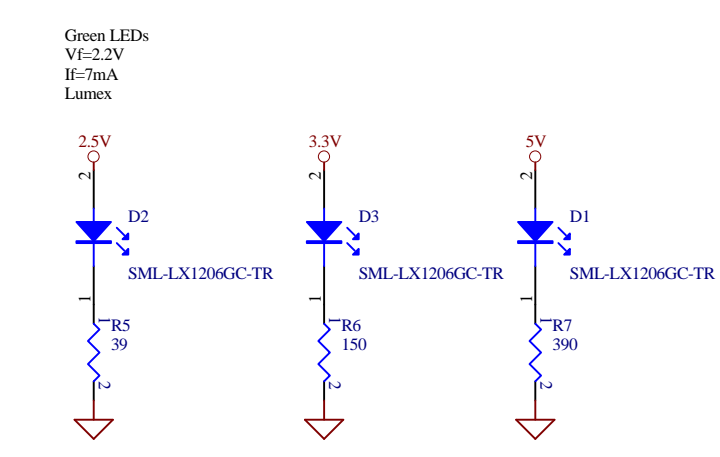 Green LEDs
Vf=2.2V
If=7mA
Lumex
2.5V
3.3V
5V
2
2
2
D2
D3
D1
SML-LX1206GC-TR
SML-LX1206GC-TR
SML-LX1206GC-TR
1
1
1
1
R5
1
R6
1
R7
39
150
390
2
2
2